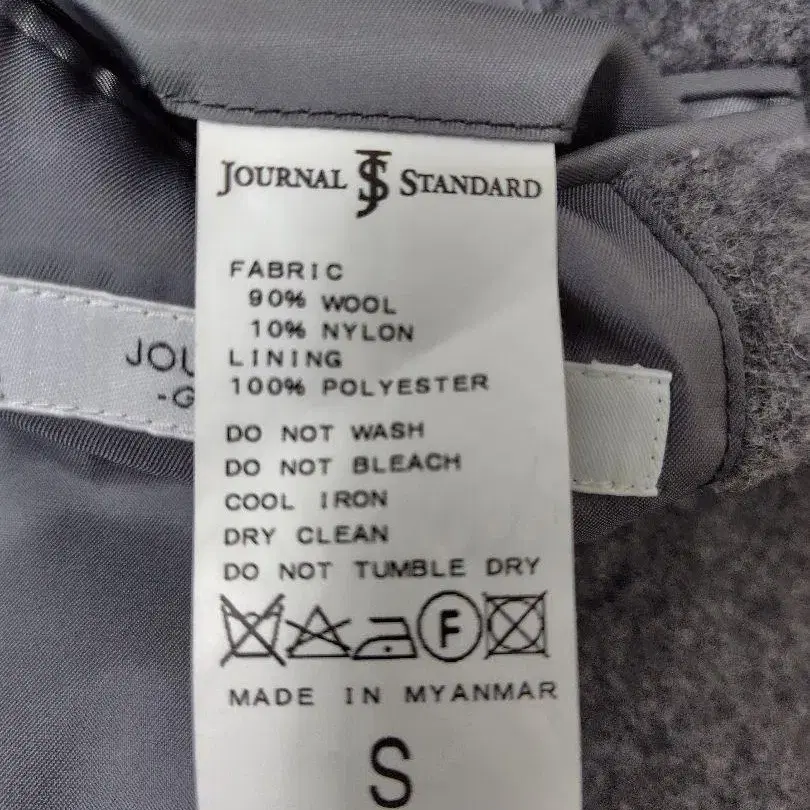 JOURNAL JS STANDARD
FABRIC
90% WOOL
10% NYLON
LINING
100% POLYESTER
DO NOT WASH
DO NOT BLEACH
COOL IRON
DRY CLEAN
DO NOT TUMBLE DRY
F
MADE IN MYANMAR
S
JOU
-G